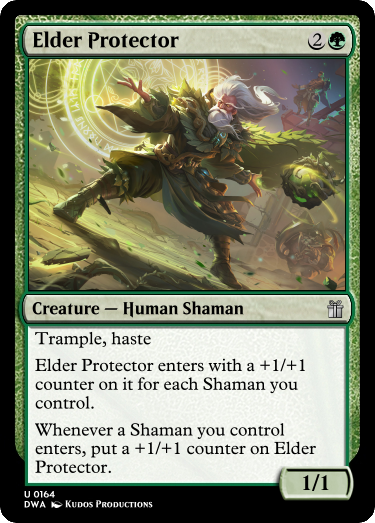 Elder Protector 2
Creature — Human Shaman
Trample, haste
Elder Protector enters with a +1/+1
counter on it for each Shaman you
control.
Whenever a Shaman you control
enters, put a +1/+1 counter on Elder
Protector.
1/1
U 0164
DWA Kudos Productions